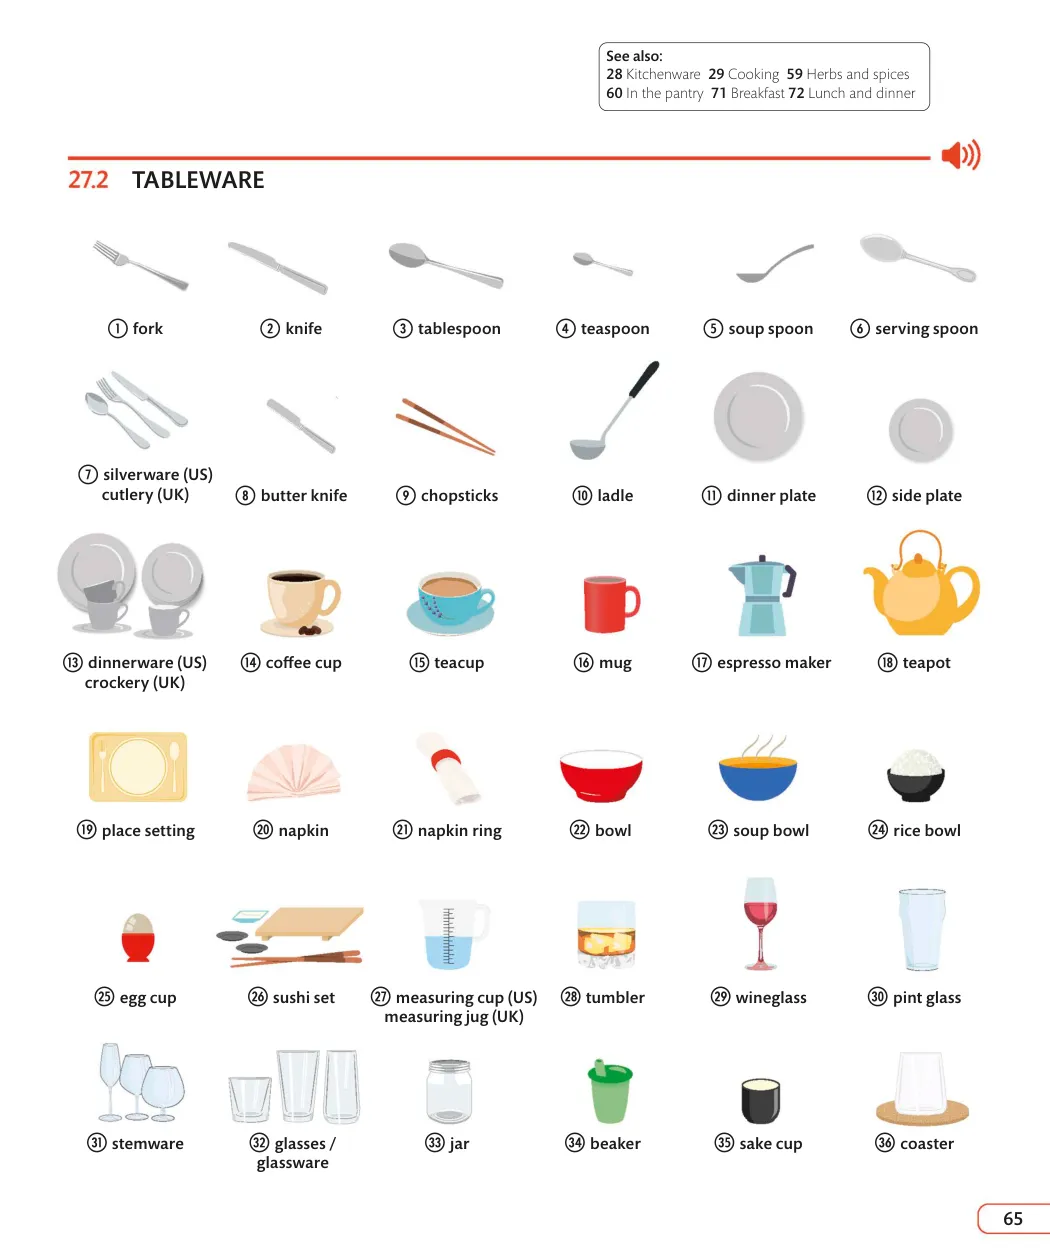 See also:
28 Kitchenware 29 Cooking 59 Herbs and spices
60 In the pantry 71 Breakfast 72 Lunch and dinner
27.2 TABLEWARE
1 fork
2 knife
3 tablespoon
4 teaspoon
5 soup spoon
6 serving spoon
7 silverware (US)
cutlery (UK)
8 butter knife
9 chopsticks
10 ladle
11 dinner plate
12 side plate
13 dinnerware (US)
crockery (UK)
14 coffee cup
15 teacup
16 mug
17 espresso maker
18 teapot
19 place setting
20 napkin
21 napkin ring
22 bowl
23 soup bowl
24 rice bowl
25 egg cup
26 sushi set
27 measuring cup (US)
measuring jug (UK)
28 tumbler
29 wineglass
30 pint glass
31 stemware
32 glasses /
glassware
33 jar
34 beaker
35 sake cup
36 coaster
65